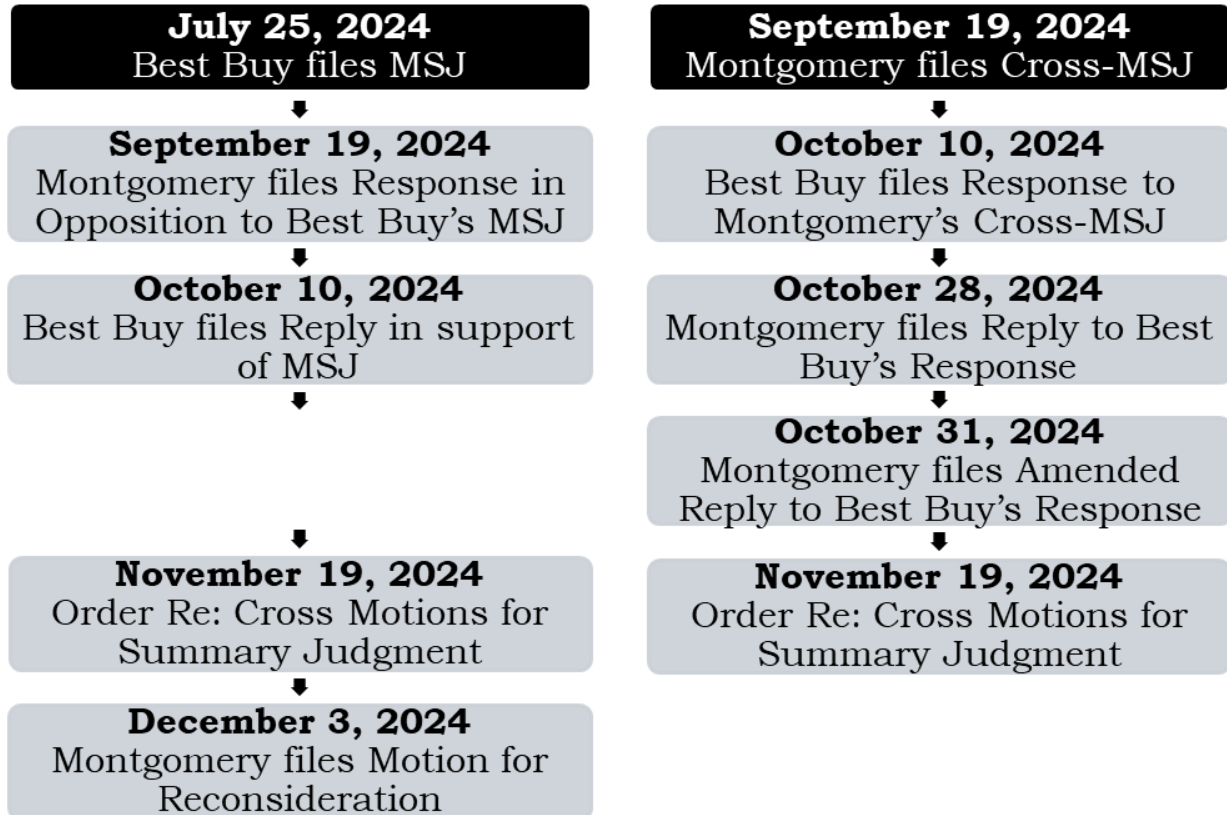 July 25, 2024
Best Buy files MSJ
September 19, 2024
Montgomery files Response in
Opposition to Best Buy’s MSJ
October 10, 2024
Best Buy files Reply in support
of MSJ
November 19, 2024
Order Re: Cross Motions for
Summary Judgment
December 3, 2024
Montgomery files Motion for
Reconsideration
September 19, 2024
Montgomery files Cross-MSJ
October 10, 2024
Best Buy files Response to
Montgomery’s Cross-MSJ
October 28, 2024
Montgomery files Reply to Best
Buy’s Response
October 31, 2024
Montgomery files Amended
Reply to Best Buy’s Response
November 19, 2024
Order Re: Cross Motions for
Summary Judgment